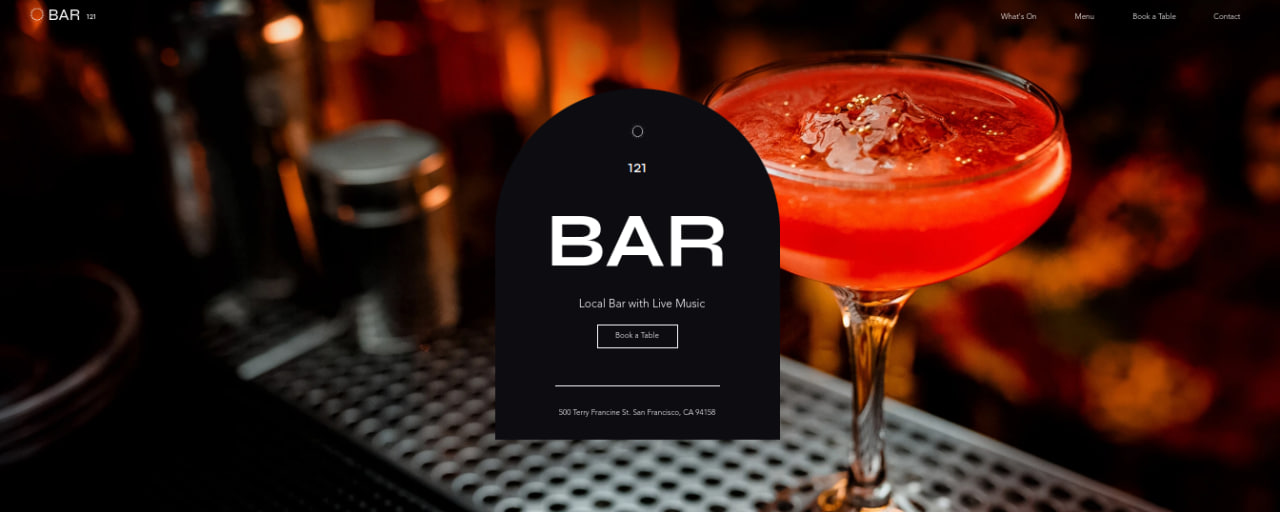 BAR 121
What's On
Menu
Book a Table
Contact
121
BAR
Local Bar with Live Music
Book a Table
500 Terry Francine St. San Francisco, CA 94158